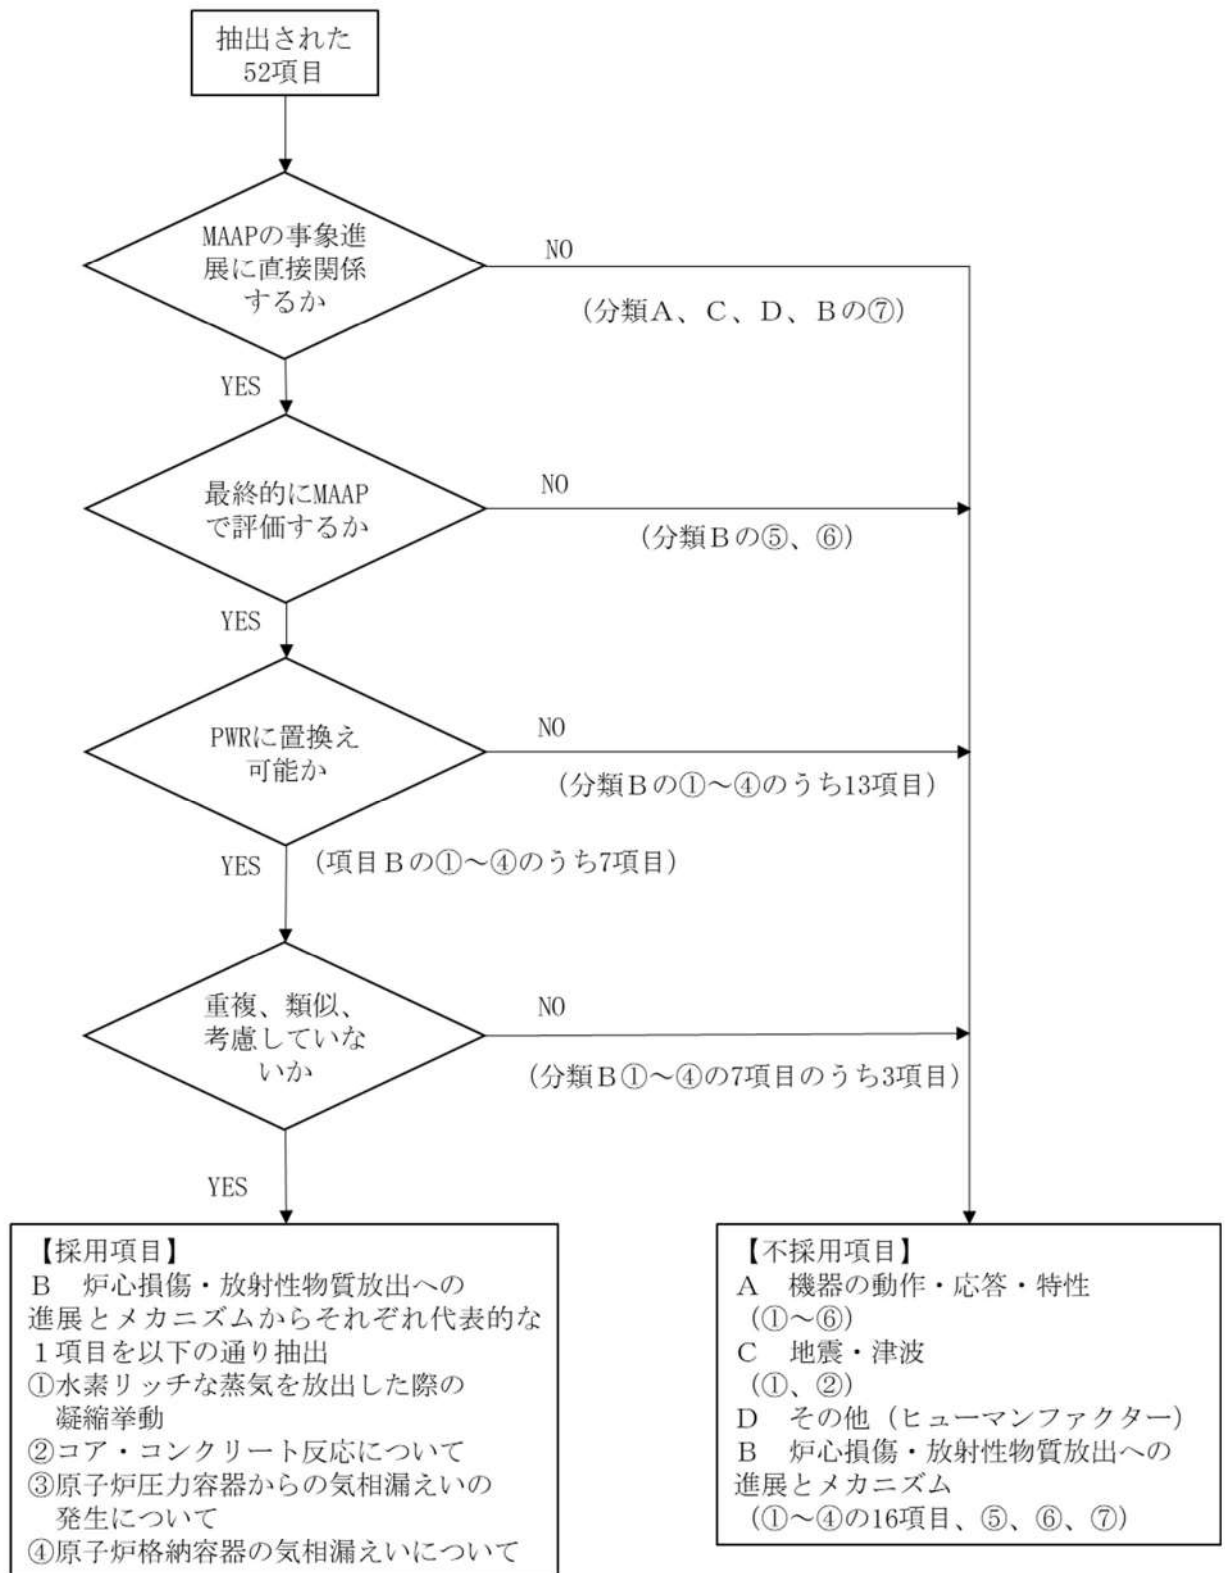 抽出された
52項目
MAAPの事象進
展に直接関係
するか
NO
(分類A、C、D、Bの⑦)
YES
最終的にMAAP
で評価するか
NO
(分類Bの⑤、⑥)
YES
PWRに置換え
可能か
NO
(分類Bの①~④のうち13項目)
YES
(項目Bの①~④のうち7項目)
重複、類似、
考慮していな
いか
NO
(分類B①~④の7項目のうち3項目)
YES
【採用項目】
B 炉心損傷・放射性物質放出への
進展とメカニズムからそれぞれ代表的な
1項目を以下の通り抽出
①水素リッチな蒸気を放出した際の
凝縮挙動
②コア・コンクリート反応について
③原子炉圧力容器からの気相漏えいの
発生について
④原子炉格納容器の気相漏えいについて
【不採用項目】
A 機器の動作・応答・特性
(①~⑥)
C 地震・津波
(①、②)
D その他(ヒューマンファクター)
B 炉心損傷・放射性物質放出への
進展とメカニズム
(①~④の16項目、⑤、⑥、⑦)